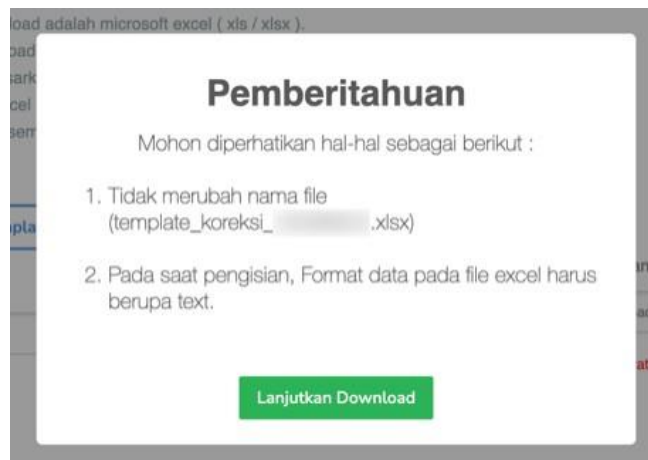 load adalah microsoft excel ( xls / xlsx ).
Pemberitahuan
Mohon diperhatikan hal-hal sebagai berikut :
1. Tidak merubah nama file
(template_koreksi_ .xlsx)
2. Pada saat pengisian, Format data pada file excel harus
berupa text.
Lanjutkan Download